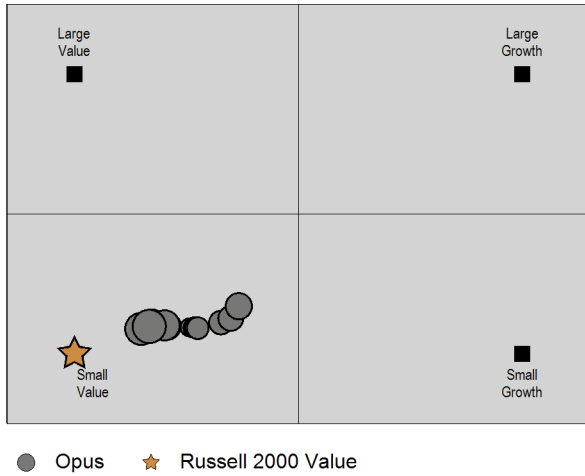 Large
Value
Large
Growth
Small
Value
Small
Growth
Opus
Russell 2000 Value